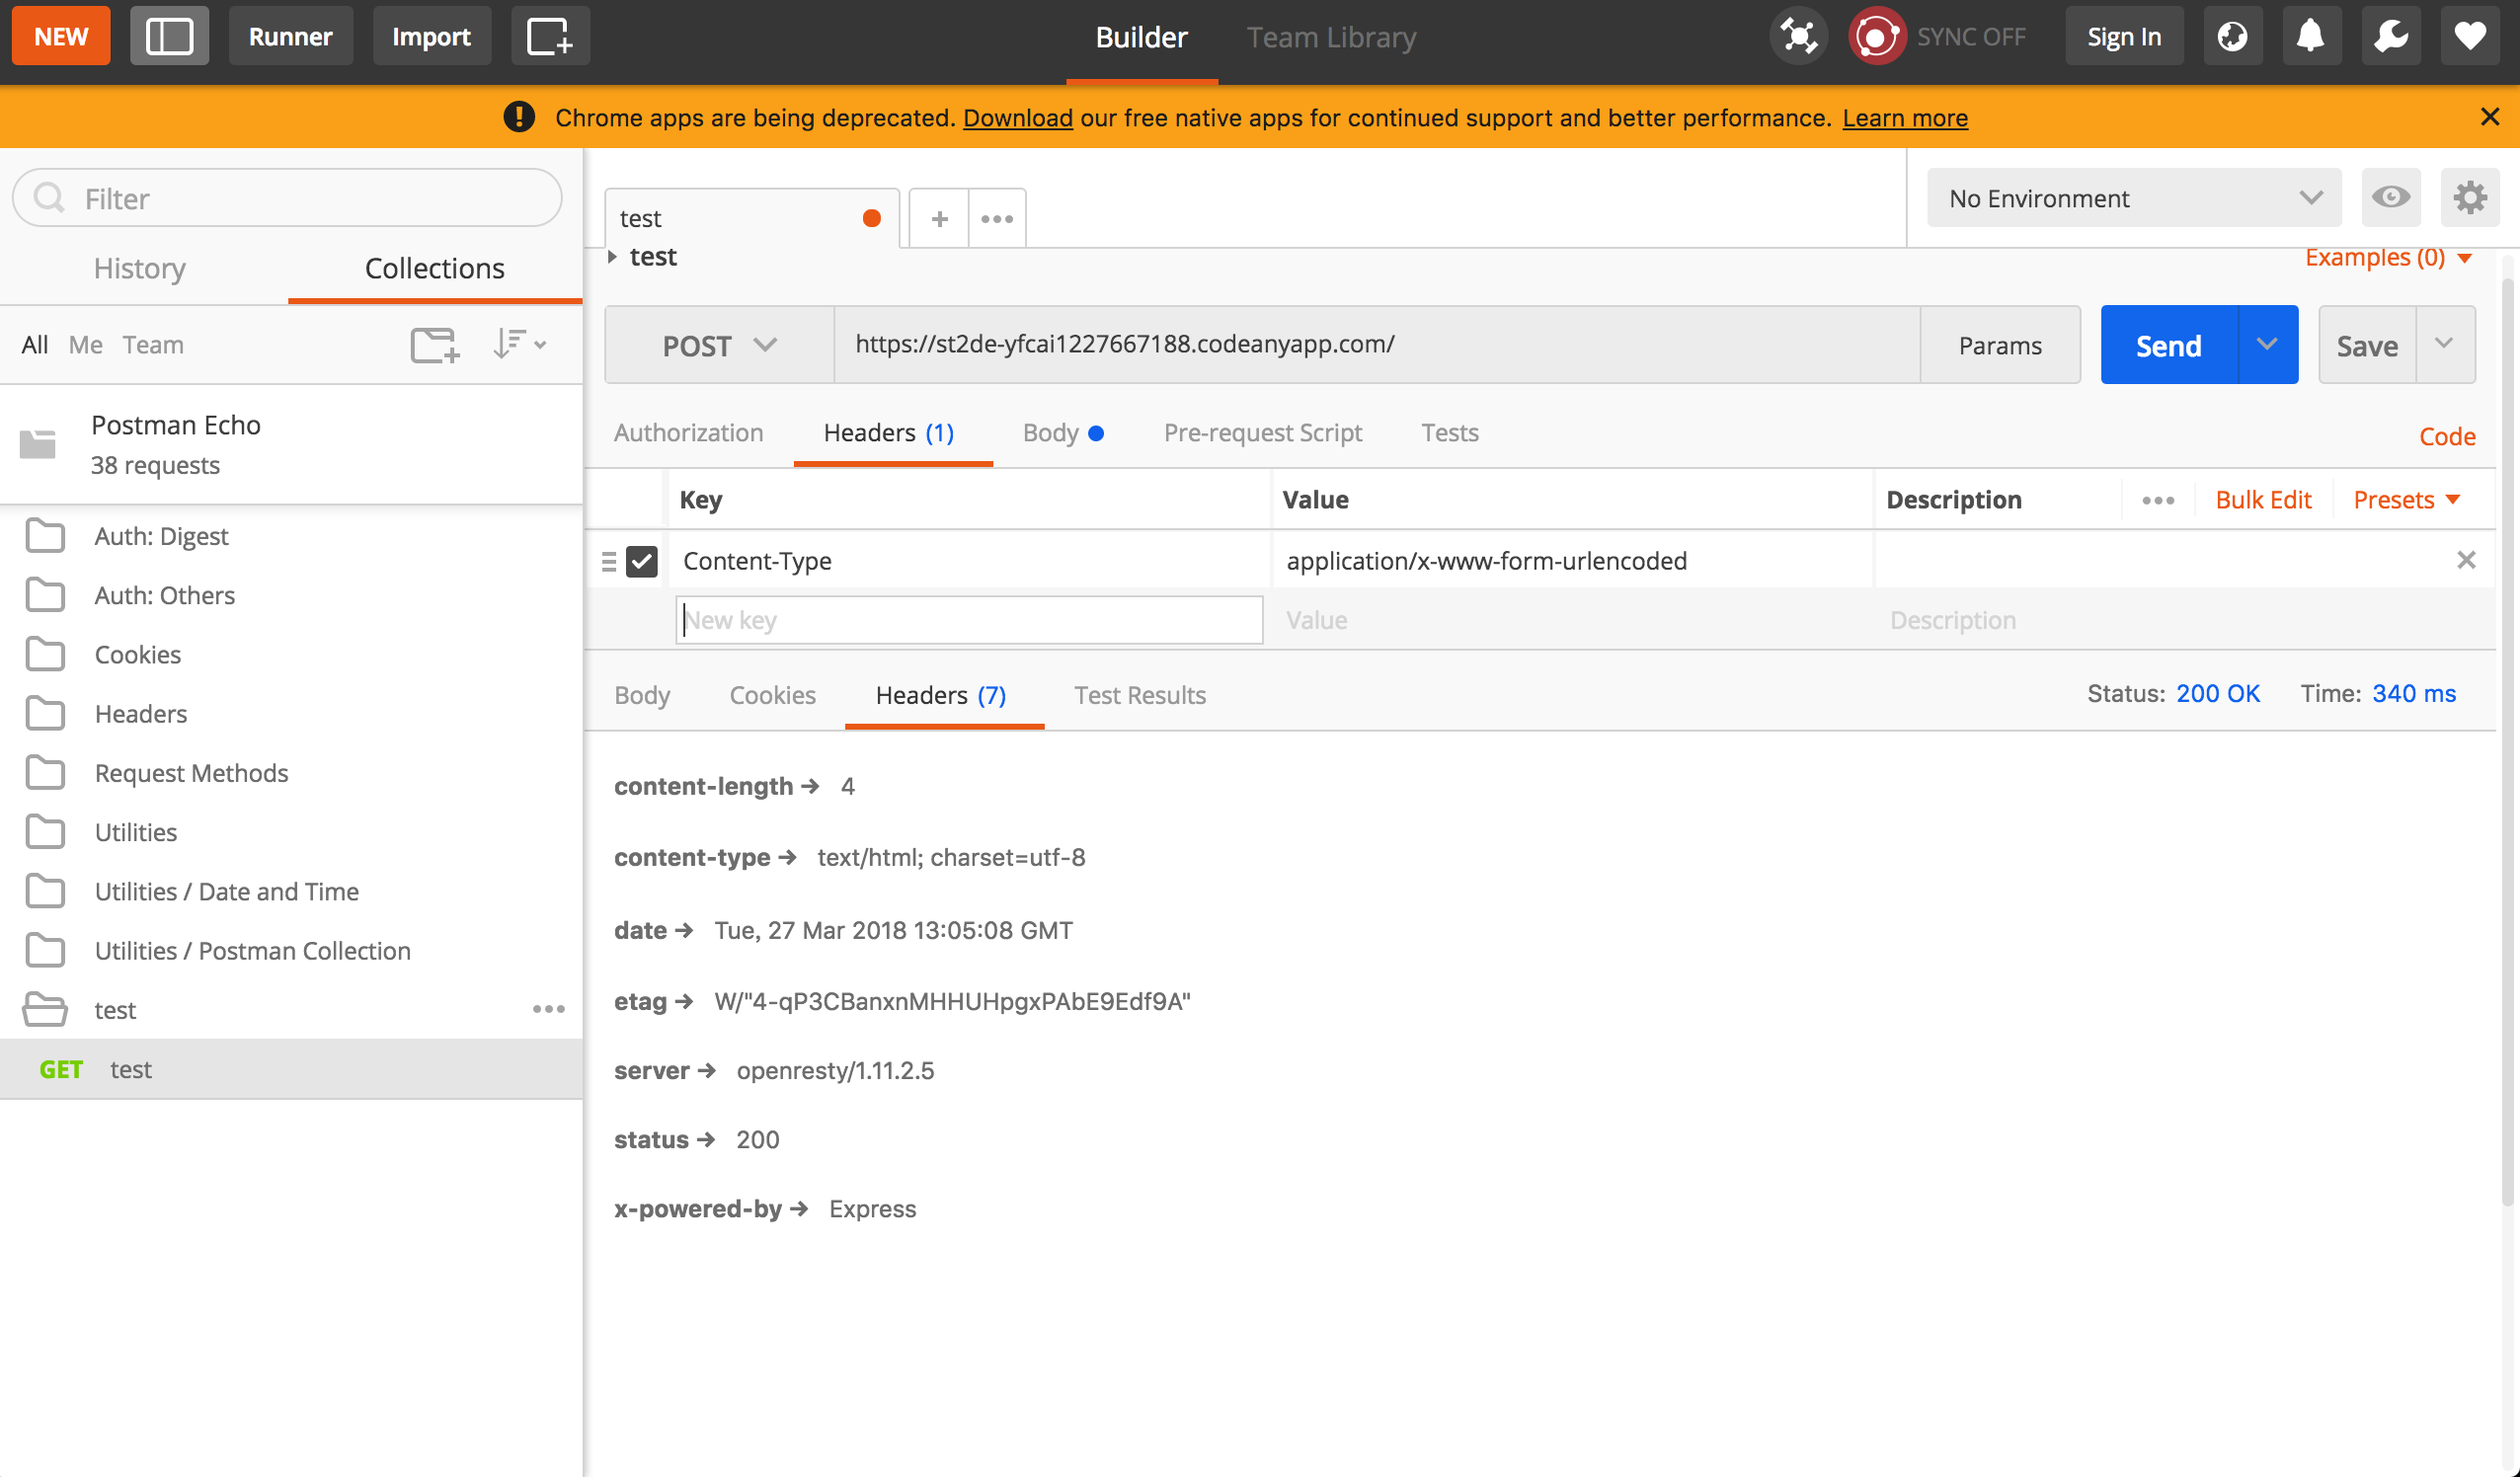 NEW Runner Import Builder Team Library SYNC OFF Sign In
Chrome apps are being deprecated. Download our free native apps for continued support and better performance. Learn more
Filter
History Collections
All Me Team
Postman Echo
38 requests
Auth: Digest
Auth: Others
Cookies
Headers
Request Methods
Utilities
Utilities / Date and Time
Utilities / Postman Collection
test
GET test
test
No Environment
test
Examples (0)
POST https://st2de-yfcai1227667188.codeanyapp.com/ Params Send Save
Authorization Headers (1) Body Pre-request Script Tests Code
Key Value Description Bulk Edit Presets
Content-Type application/x-www-form-urlencoded
New key Value Description
Body Cookies Headers (7) Test Results Status: 200 OK Time: 340 ms
content-length → 4
content-type → text/html; charset=utf-8
date → Tue, 27 Mar 2018 13:05:08 GMT
etag → W/"4-qP3CBanxnMHHUHpgxPAbE9Edf9A"
server → openresty/1.11.2.5
status → 200
x-powered-by → Express